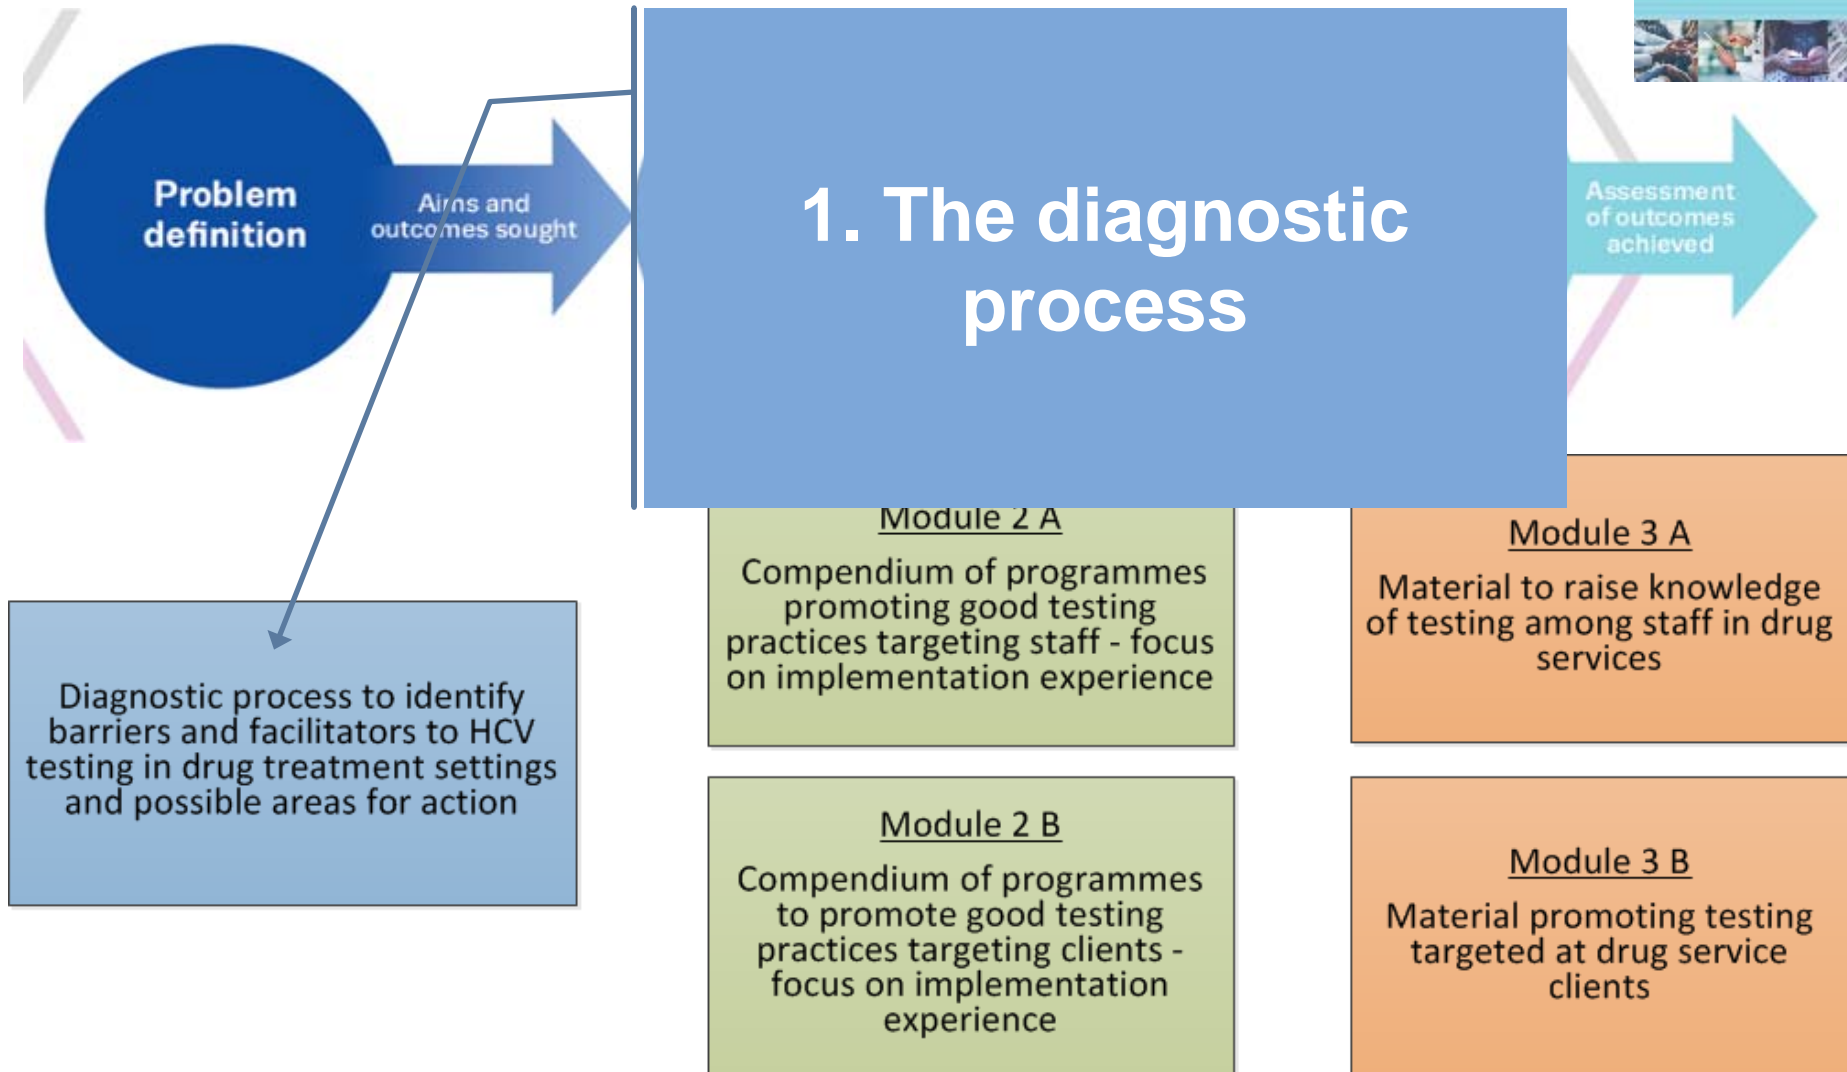 Problem
definition
Aims and
outcomes sought
1. The diagnostic
process
Assessment
of outcomes
achieved
Diagnostic process to identify
barriers and facilitators to HCV
testing in drug treatment settings
and possible areas for action
Module 2 A
Compendium of programmes
promoting good testing
practices targeting staff - focus
on implementation experience
Module 2 B
Compendium of programmes
to promote good testing
practices targeting clients -
focus on implementation
experience
Module 3 A
Material to raise knowledge
of testing among staff in drug
services
Module 3 B
Material promoting testing
targeted at drug service
clients